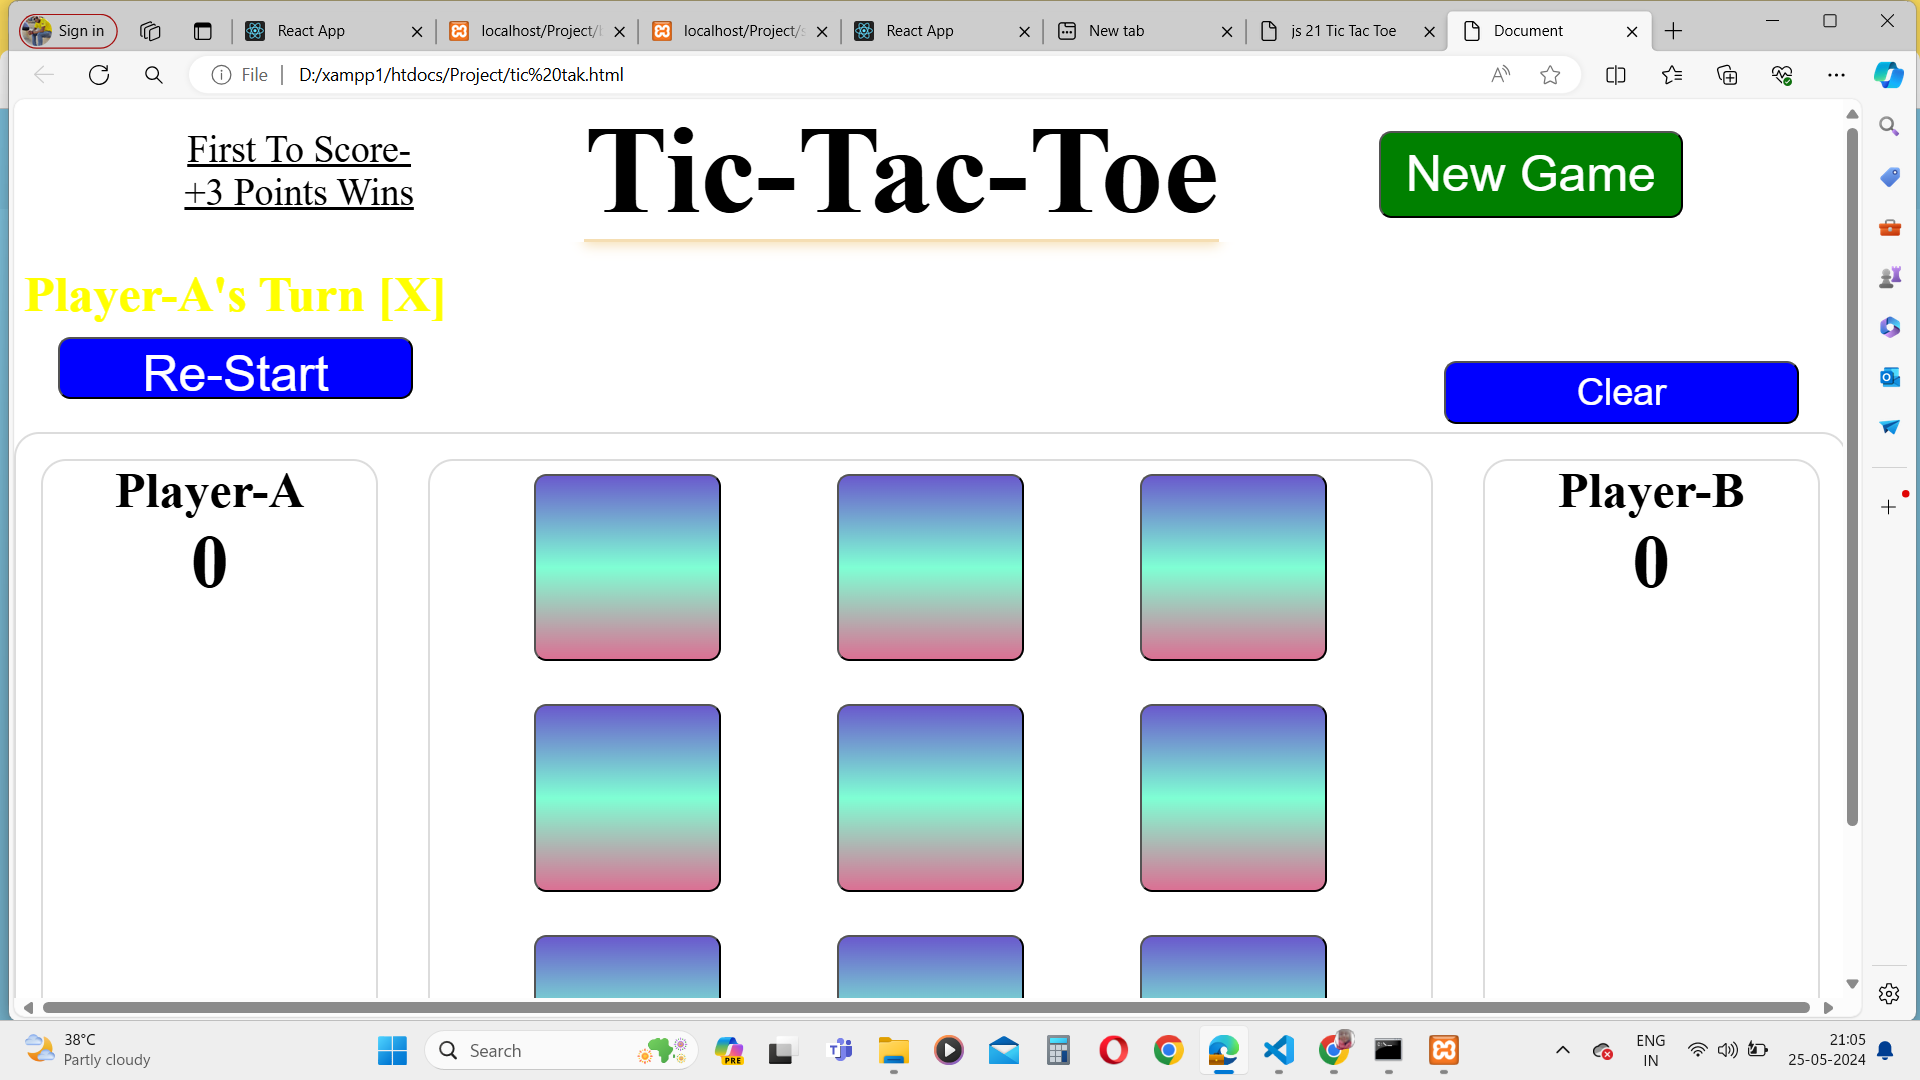 Sign in
React App
localhost/Project/
localhost/Project/s
React App
New tab
js 21 Tic Tac Toe
Document
File
D:/xampp1/htdocs/Project/tic%20tak.html
First To Score-
+3 Points Wins
Tic-Tac-Toe
New Game
Player-A's Turn [X]
Re-Start
Clear
Player-A
0
Player-B
0
38°C
Partly cloudy
Search
PRE
ENG
IN
21:05
25-05-2024